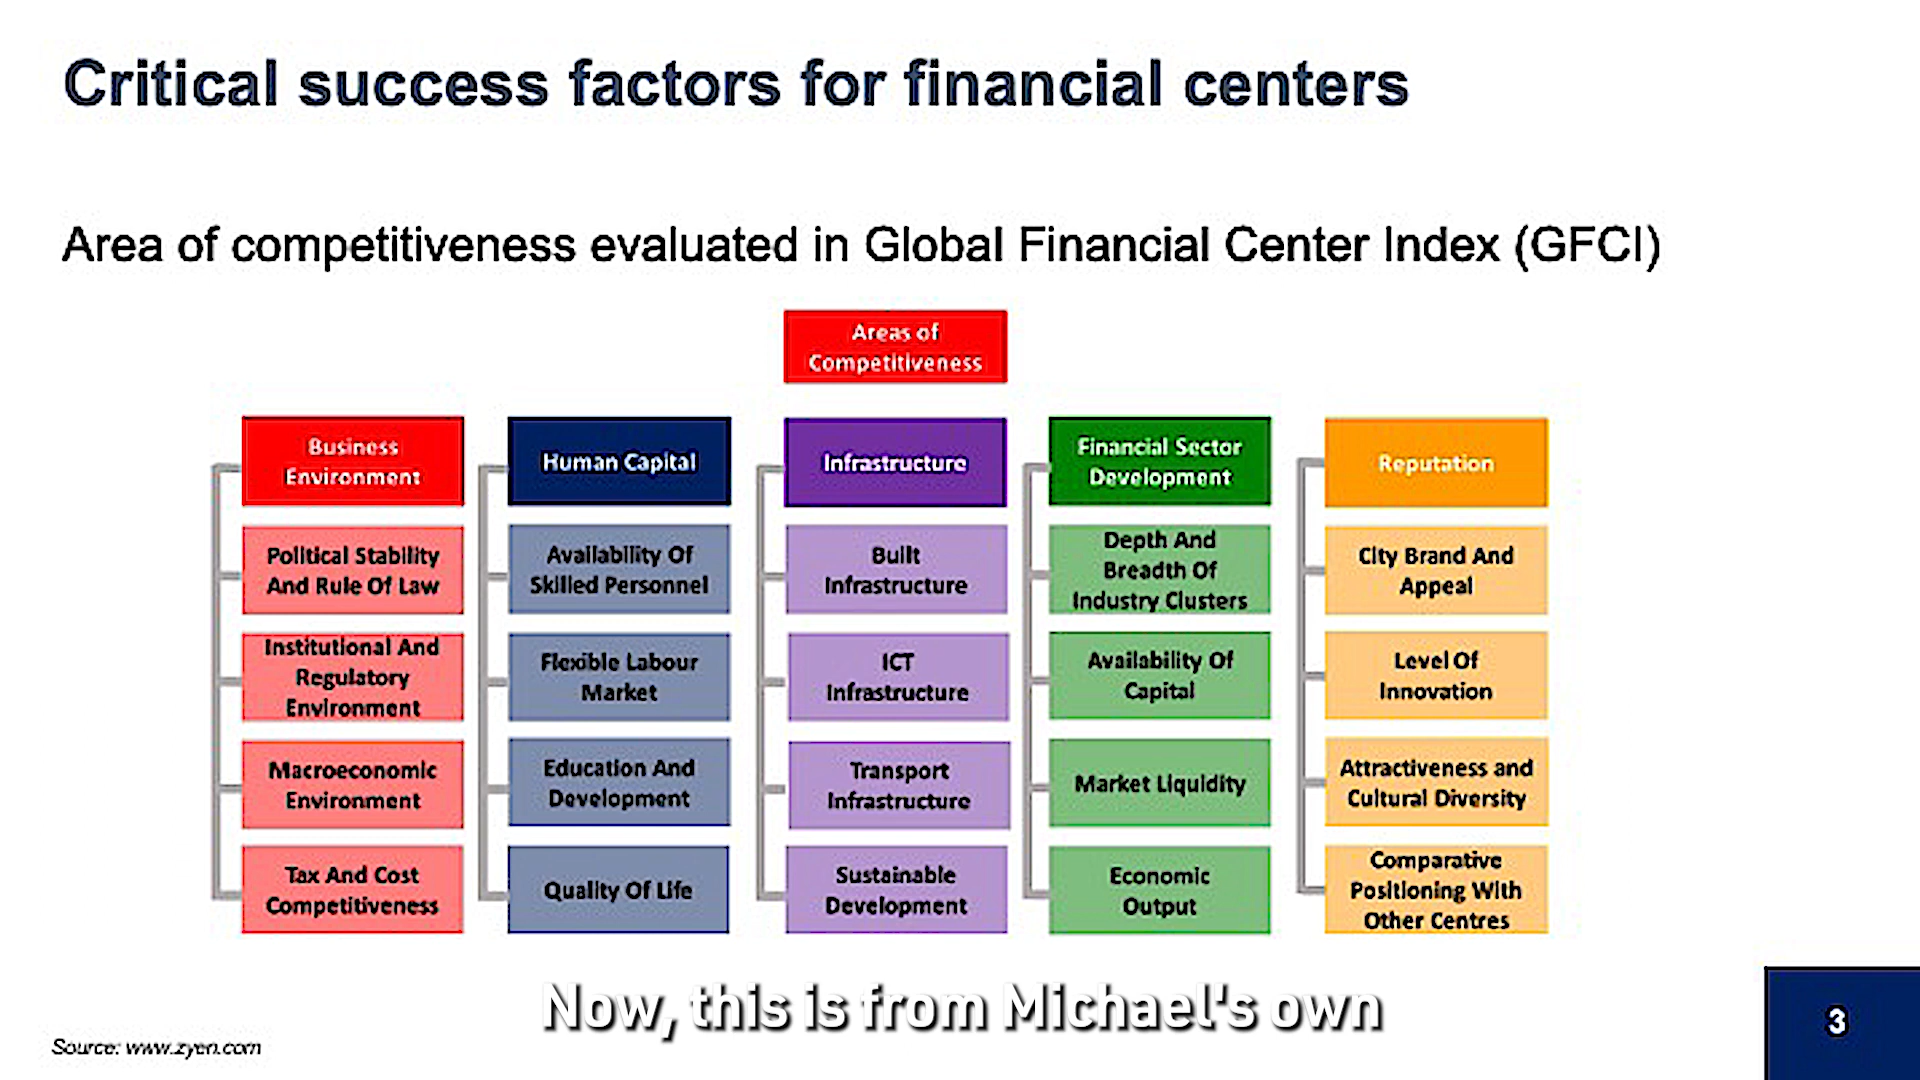 Critical success factors for financial centers
Area of competitiveness evaluated in Global Financial Center Index (GFCI)
Areas of
Competitiveness
Business
Environment
Political Stability
And Rule Of Law
Institutional And
Regulatory
Environment
Macroeconomic
Environment
Tax And Cost
Competitiveness
Human Capital
Availability Of
Skilled Personnel
Flexible Labour
Market
Education And
Development
Quality Of Life
Infrastructure
Built
Infrastructure
ICT
Infrastructure
Transport
Infrastructure
Sustainable
Development
Financial Sector
Development
Depth And
Breadth Of
Industry Clusters
Availability Of
Capital
Market Liquidity
Economic
Output
Reputation
City Brand And
Appeal
Level Of
Innovation
Attractiveness and
Cultural Diversity
Comparative
Positioning With
Other Centres
Now, this is from Michael's own
Source: www.zyen.com
3